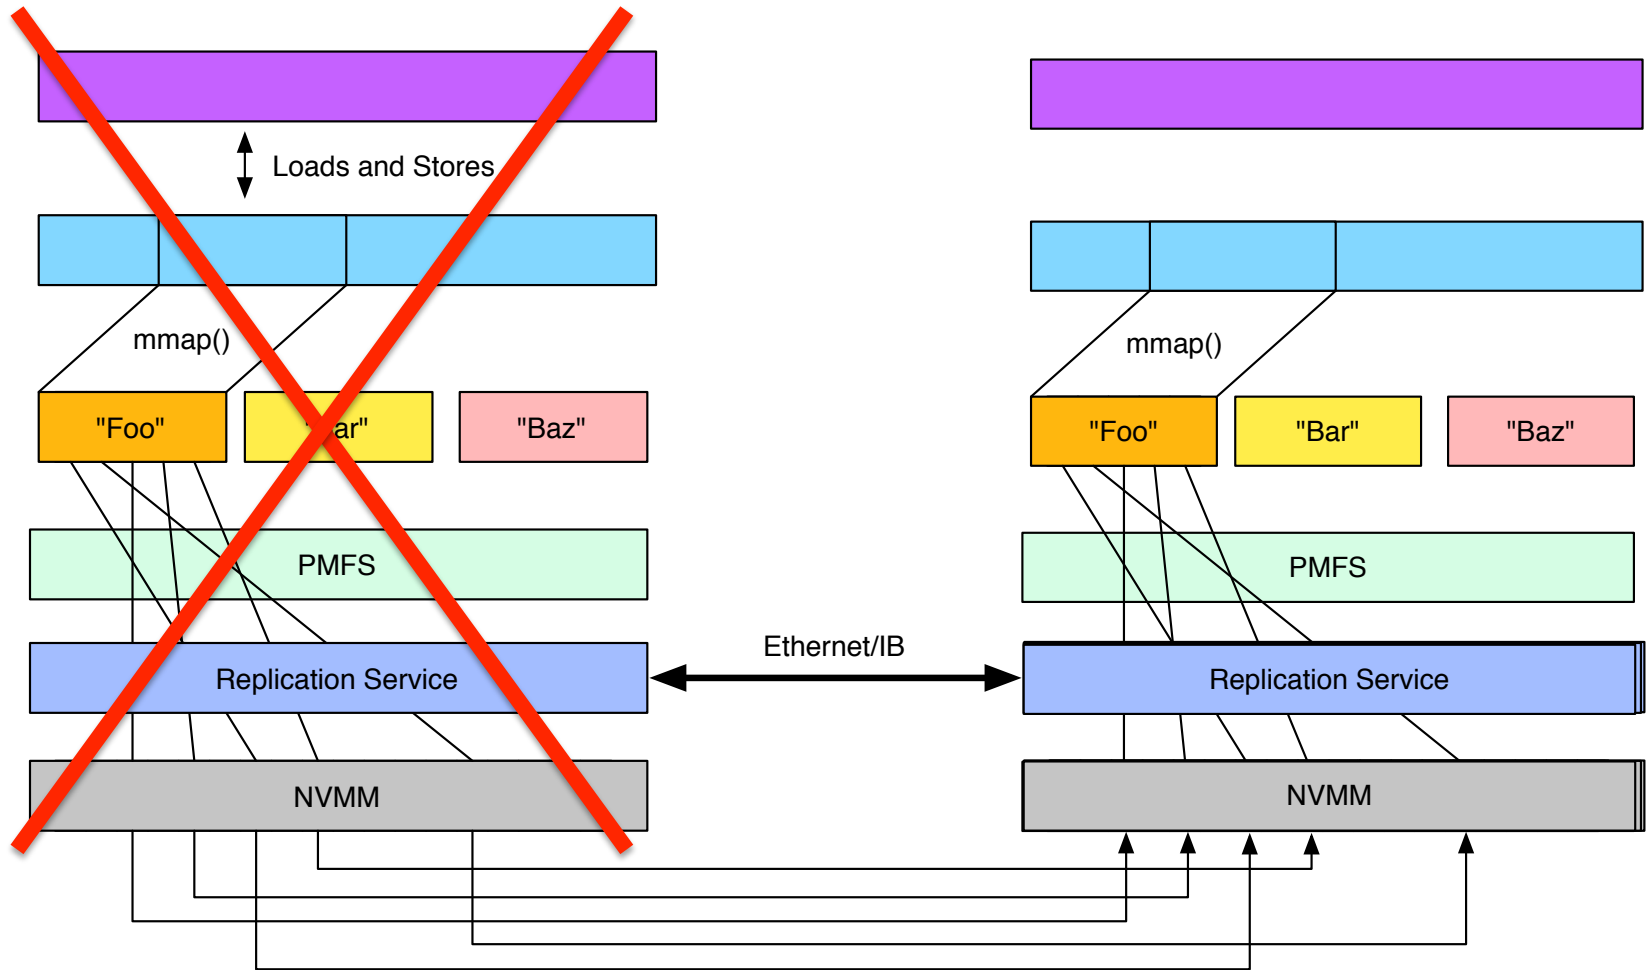 Loads and Stores
mmap()
mmap()
"Foo"
"Baz"
"Foo"
"Bar"
"Baz"
PMFS
PMFS
Ethernet/IB
Replication Service
Replication Service
NVMM
NVMM